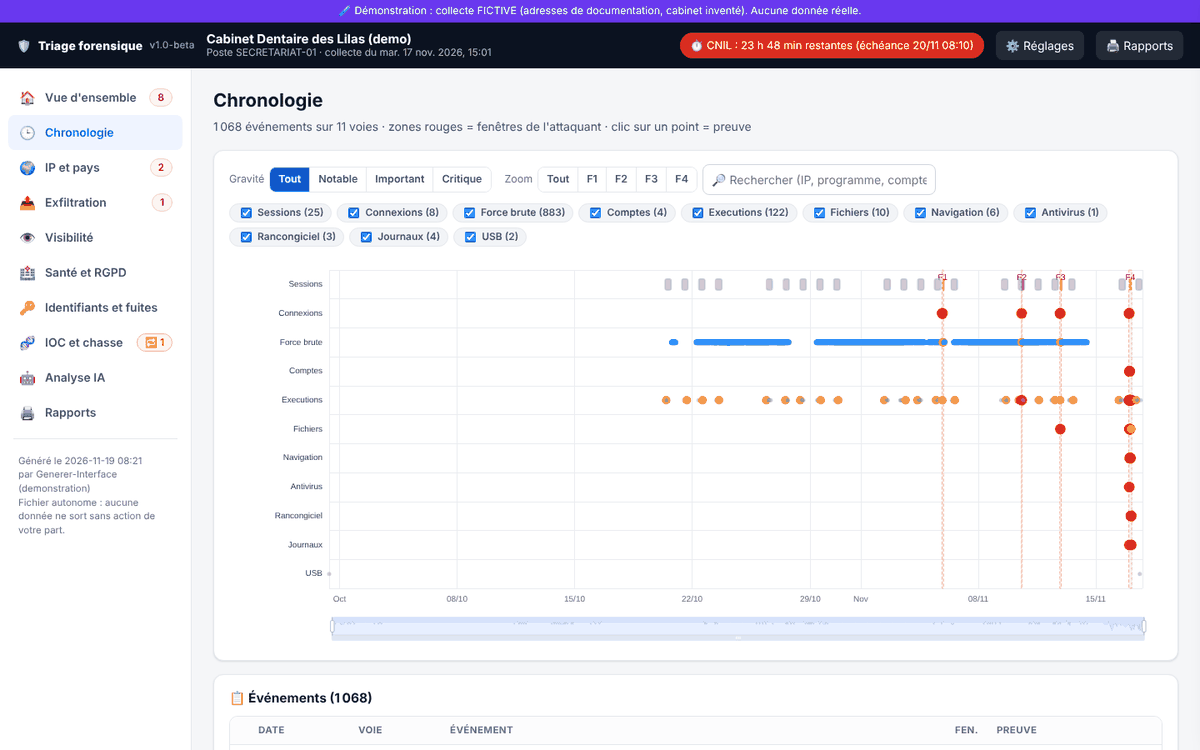 🧪 Démonstration : collecte FICTIVE (adresses de documentation, cabinet inventé). Aucune donnée réelle.
Triage forensique v1.0-beta
Cabinet Dentaire des Lilas (demo)
Poste SECRETARIAT-01 · collecte du mar. 17 nov. 2026, 15:01
⏱ CNIL : 23 h 48 min restantes (échéance 20/11 08:10)
⚙️ Réglages
🖨 Rapports
Vue d'ensemble 8
Chronologie
IP et pays 2
Exfiltration 1
Visibilité
Santé et RGPD
Identifiants et fuites
IOC et chasse 🔁 1
Analyse IA
Rapports
Généré le 2026-11-19 08:21
par Generer-Interface
(demonstration)
Fichier autonome : aucune
donnée ne sort sans action de
votre part.
Chronologie
1 068 événements sur 11 voies · zones rouges = fenêtres de l'attaquant · clic sur un point = preuve
Gravité Tout Notable Important Critique Zoom Tout F1 F2 F3 F4 🔎 Rechercher (IP, programme, compte
Sessions (25) Connexions (8) Force brute (883) Comptes (4) Executions (122) Fichiers (10) Navigation (6) Antivirus (1)
Rancongiciel (3) Journaux (4) USB (2)
F1 F2 F3 F4
Sessions
Connexions
Force brute
Comptes
Executions
Fichiers
Navigation
Antivirus
Rancongiciel
Journaux
USB
Oct 08/10 15/10 22/10 29/10 Nov 08/11 15/11
📋 Événements (1 068)
DATE VOIE ÉVÉNEMENT FEN. PREUVE